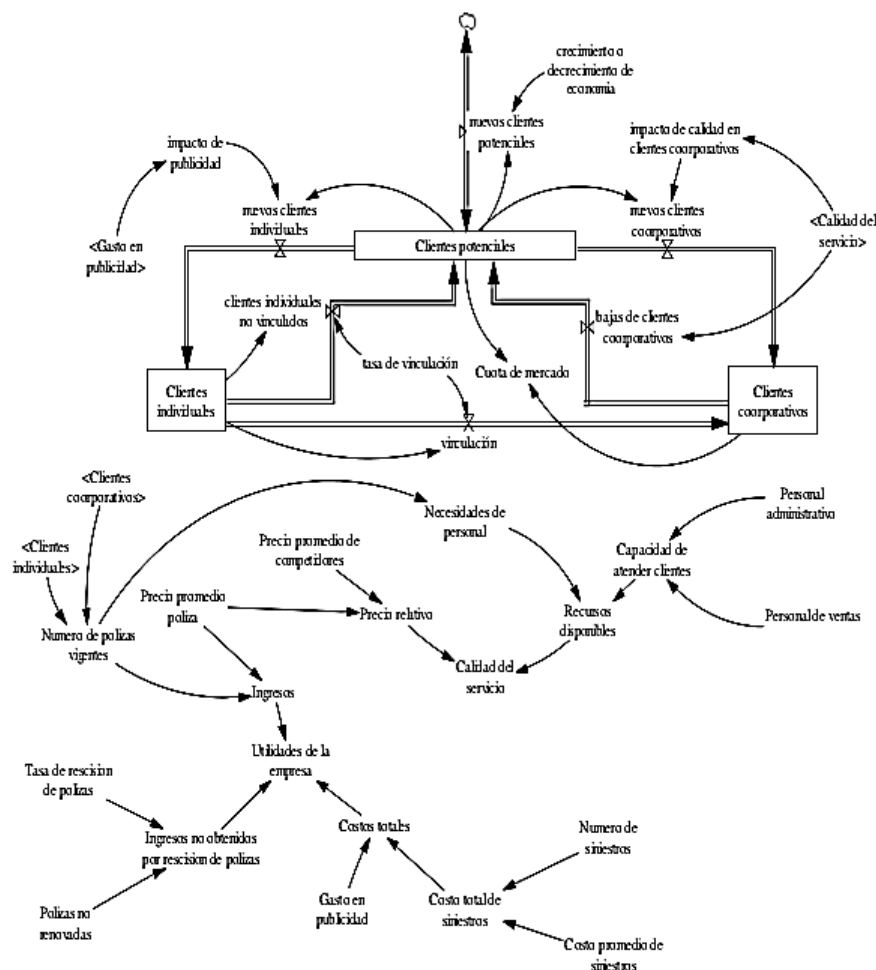 crecimiento o
decrecimiento de
economia
nuevos clientes
potenciales
impacto de
publicidad
impacto de calidad en
clientes coorporativos
nuevos clientes
individuales
nuevos clientes
coorporativos
<Gasto en
publicidad>
<Calidad del
servicio>
Clientes potenciales
clientes individuales
no vinculados
bajas de clientes
coorporativos
tasa de vinculación
Cuota de mercado
Clientes
individuales
Clientes
coorporativos
vinculación
<Clientes
coorporativos>
<Clientes
individuales>
Necesidades de
personal
Personal
administrativo
Precio promedio de
competidores
Capacidad de
atender clientes
Precio promedio
poliza
Precio relativo
Recursos
disponibles
Personal de ventas
Numero de polizas
vigentes
Calidad del
servicio
Ingresos
Utilidades de la
empresa
Tasa de rescision
de polizas
Ingresos no obtenidos
por rescision de polizas
Costos totales
Numero de
siniestros
Polizas no
renovadas
Gasto en
publicidad
Costo total de
siniestros
Costo promedio de
siniestros